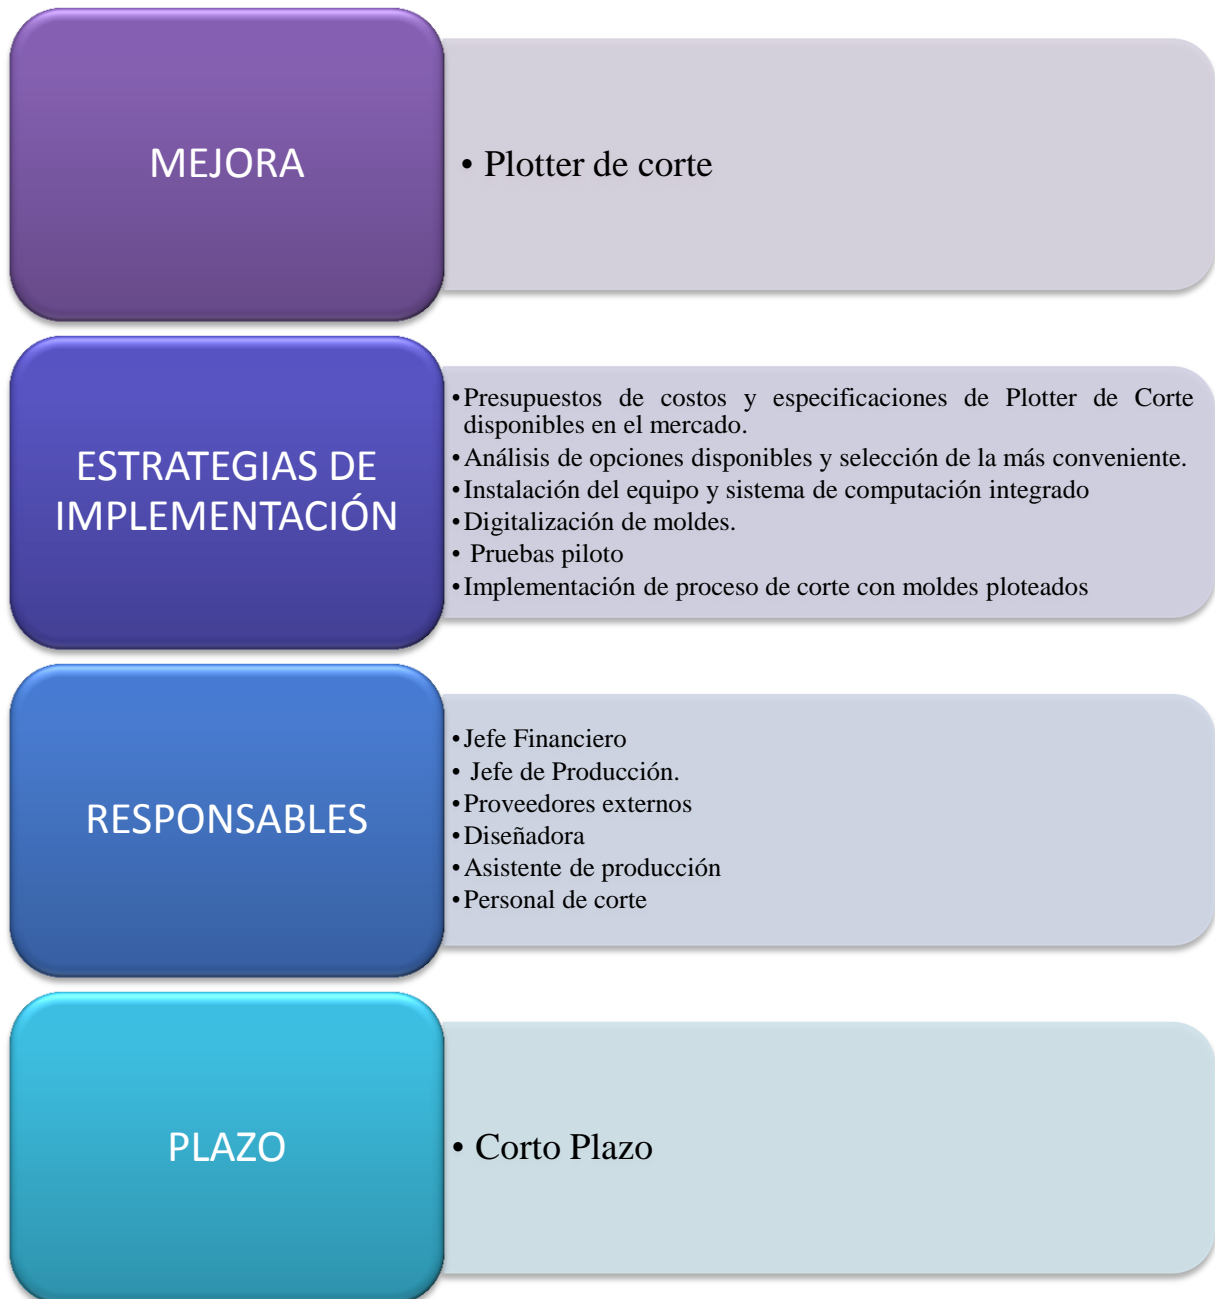 MEJORA
• Plotter de corte
ESTRATEGIAS DE
IMPLEMENTACIÓN
•Presupuestos de costos y especificaciones de Plotter de Corte
disponibles en el mercado.
•Análisis de opciones disponibles y selección de la más conveniente.
•Instalación del equipo y sistema de computación integrado
•Digitalización de moldes.
• Pruebas piloto
•Implementación de proceso de corte con moldes ploteados
RESPONSABLES
•Jefe Financiero
• Jefe de Producción.
•Proveedores externos
•Diseñadora
•Asistente de producción
•Personal de corte
PLAZO
• Corto Plazo